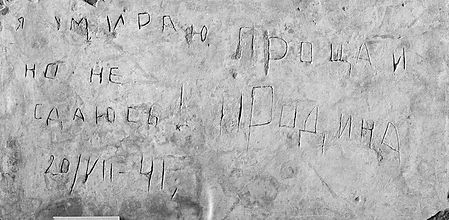 Я УМИРАЮ,
НО НЕ
СДАЮСЬ!
ПРОЩАЙ
РОДИНА
20/VII-41,